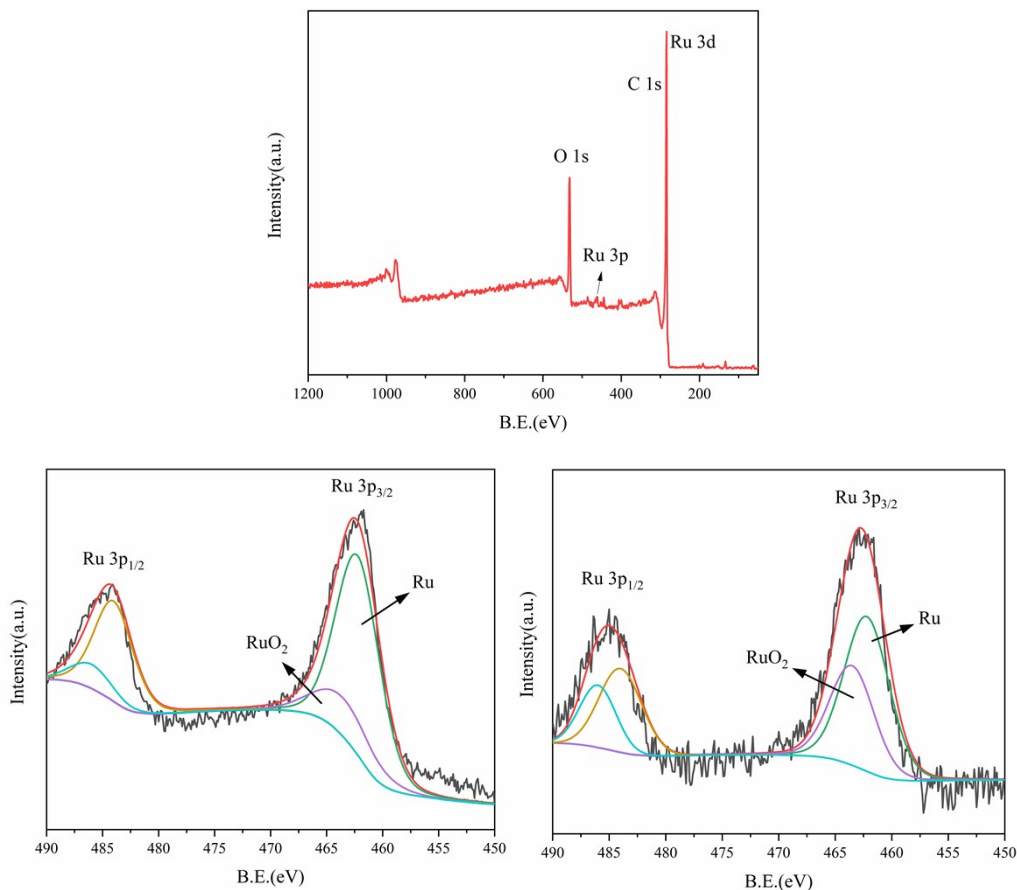 Ru 3d
C 1s
O 1s
Ru 3p
Intensity(a.u.)
1200 1000 800 600 400 200
B.E.(eV)
Ru 3p3/2
Ru 3p1/2
Ru
RuO2
Intensity(a.u.)
490 485 480 475 470 465 460 455 450
B.E.(eV)
Ru 3p3/2
Ru 3p1/2
Ru
RuO2
Intensity(a.u.)
490 485 480 475 470 465 460 455 450
B.E.(eV)